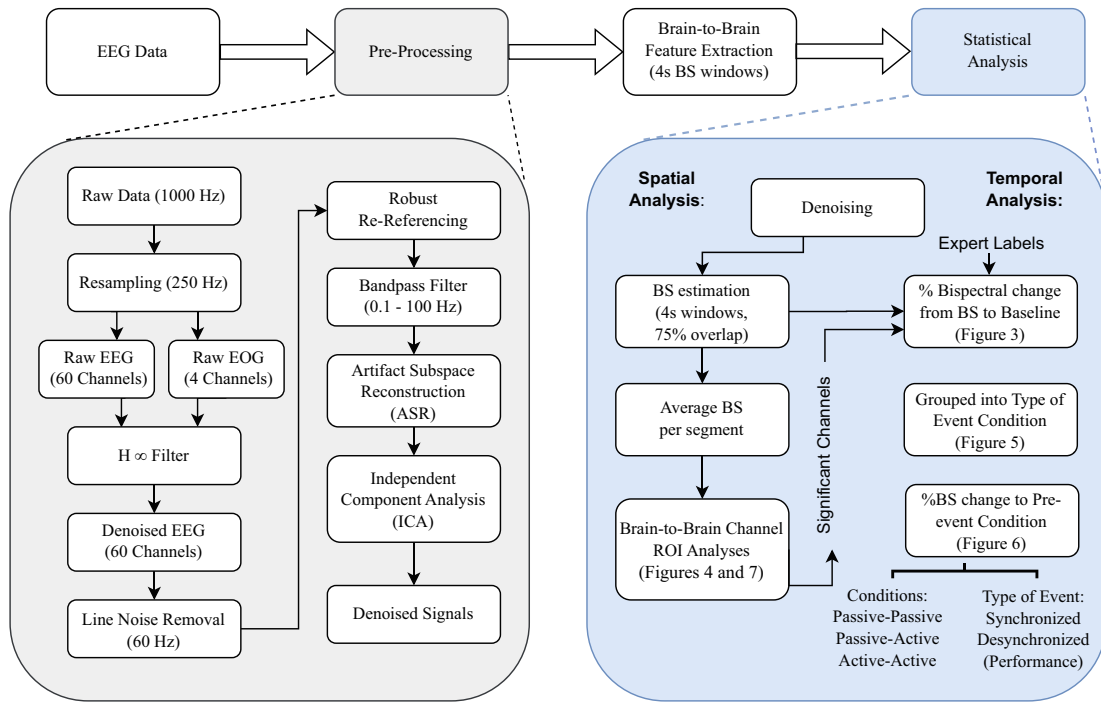 EEG Data
Pre-Processing
Brain-to-Brain
Feature Extraction
(4s BS windows)
Statistical
Analysis
Raw Data (1000 Hz)
Resampling (250 Hz)
Raw EEG
(60 Channels)
Raw EOG
(4 Channels)
H ∞ Filter
Denoised EEG
(60 Channels)
Line Noise Removal
(60 Hz)
Robust
Re-Referencing
Bandpass Filter
(0.1 - 100 Hz)
Artifact Subspace
Reconstruction
(ASR)
Independent
Component Analysis
(ICA)
Denoised Signals
Spatial
Analysis:
Denoising
BS estimation
(4s windows,
75% overlap)
Average BS
per segment
Brain-to-Brain Channel
ROI Analyses
(Figures 4 and 7)
Significant Channels
Temporal
Analysis:
Expert Labels
% Bispectral change
from BS to Baseline
(Figure 3)
Grouped into Type of
Event Condition
(Figure 5)
%BS change to Pre-
event Condition
(Figure 6)
Conditions:
Passive-Passive
Passive-Active
Active-Active
Type of Event:
Synchronized
Desynchronized
(Performance)